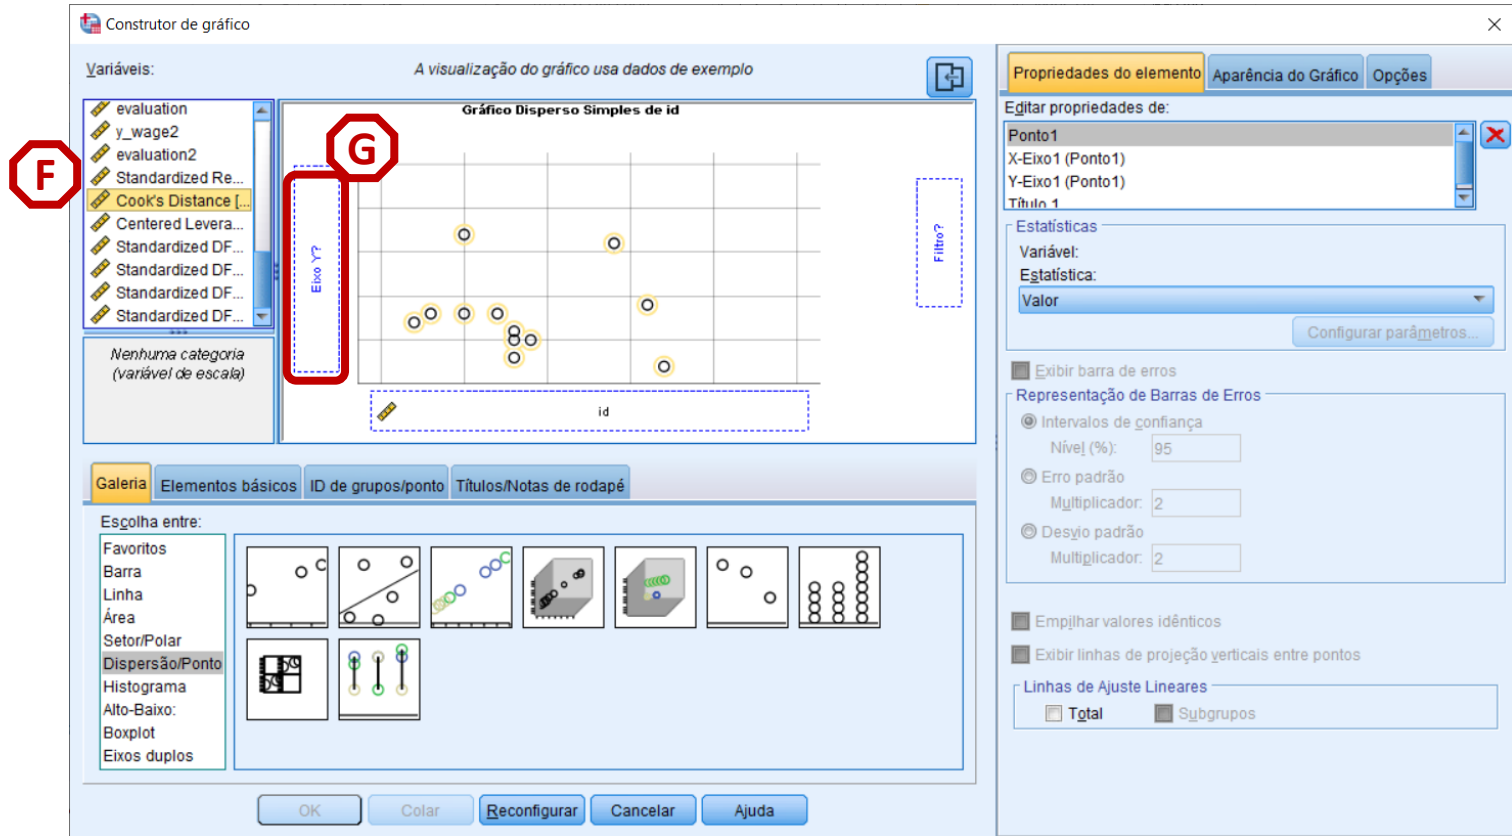 Construtor de gráfico
Variáveis:
A visualização do gráfico usa dados de exemplo
evaluation
y_wage2
evaluation2
Standardized Re...
Cook's Distance [...
Centered Levera...
Standardized DF...
Standardized DF...
Standardized DF...
Standardized DF...
F
G
Nenhuma categoria
(variável de escala)
Gráfico Disperso Simples de id
Eixo Y?
Filtro?
id
Galeria
Elementos básicos
ID de grupos/ponto
Títulos/Notas de rodapé
Escolha entre:
Favoritos
Barra
Linha
Área
Setor/Polar
Dispersão/Ponto
Histograma
Alto-Baixo:
Boxplot
Eixos duplos
OK
Colar
Reconfigurar
Cancelar
Ajuda
Propriedades do elemento
Aparência do Gráfico
Opções
Editar propriedades de:
Ponto1
X-Eixo1 (Ponto1)
Y-Eixo1 (Ponto1)
Título 1
Estatísticas
Variável:
Estatística:
Valor
Configurar parâmetros...
Exibir barra de erros
Representação de Barras de Erros
Intervalos de confiança
Nível (%): 95
Erro padrão
Multiplicador: 2
Desvio padrão
Multiplicador: 2
Empilhar valores idênticos
Exibir linhas de projeção verticais entre pontos
Linhas de Ajuste Lineares
Total
Subgrupos